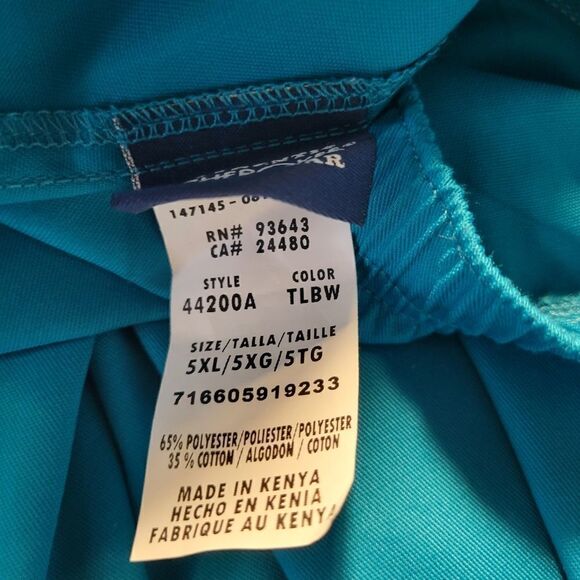 147145-06
RN# 93643
CA# 24480
STYLE COLOR
44200A TLBW
SIZE/TALLA/TAILLE
5XL/5XG/5TG
716605919233
65% POLYESTER/POLIESTER/POLYESTER
35% COTTON / ALGODON / COTON
MADE IN KENYA
HECHO EN KENIA
FABRIQUE AU KENYA